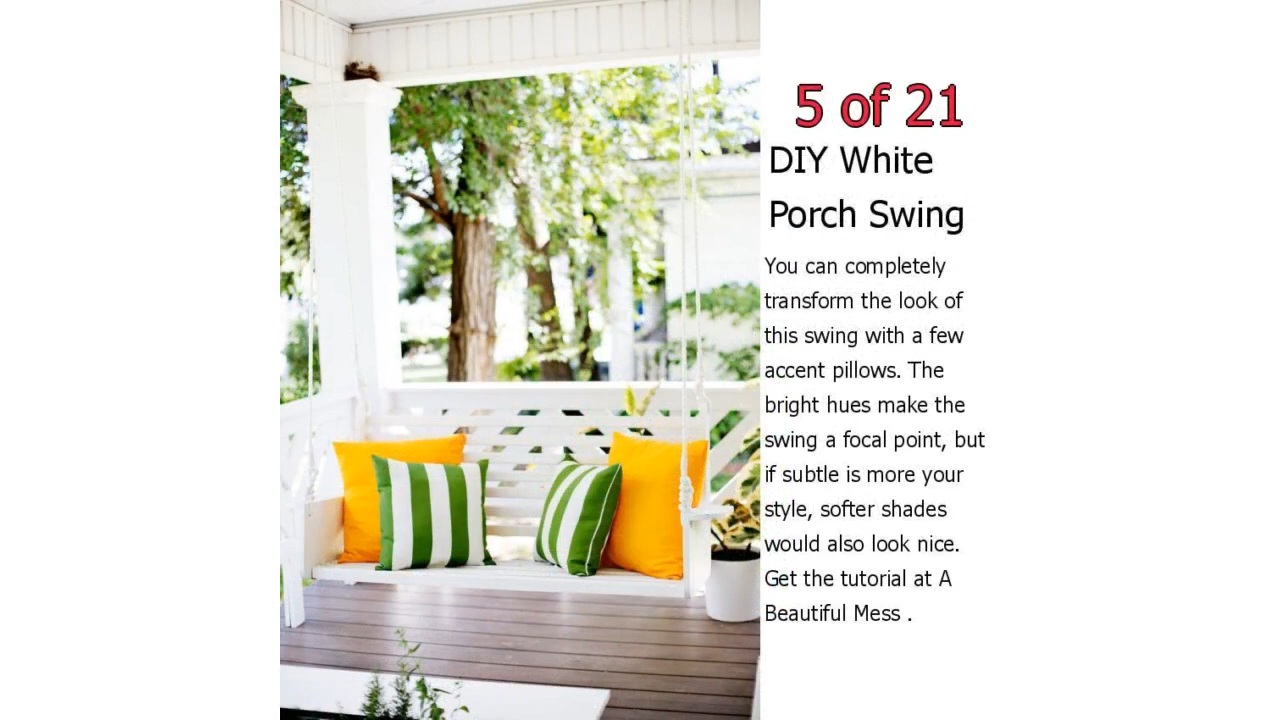 5 of 21
DIY White
Porch Swing
You can completely
transform the look of
this swing with a few
accent pillows. The
bright hues make the
swing a focal point, but
if subtle is more your
style, softer shades
would also look nice.
Get the tutorial at A
Beautiful Mess .